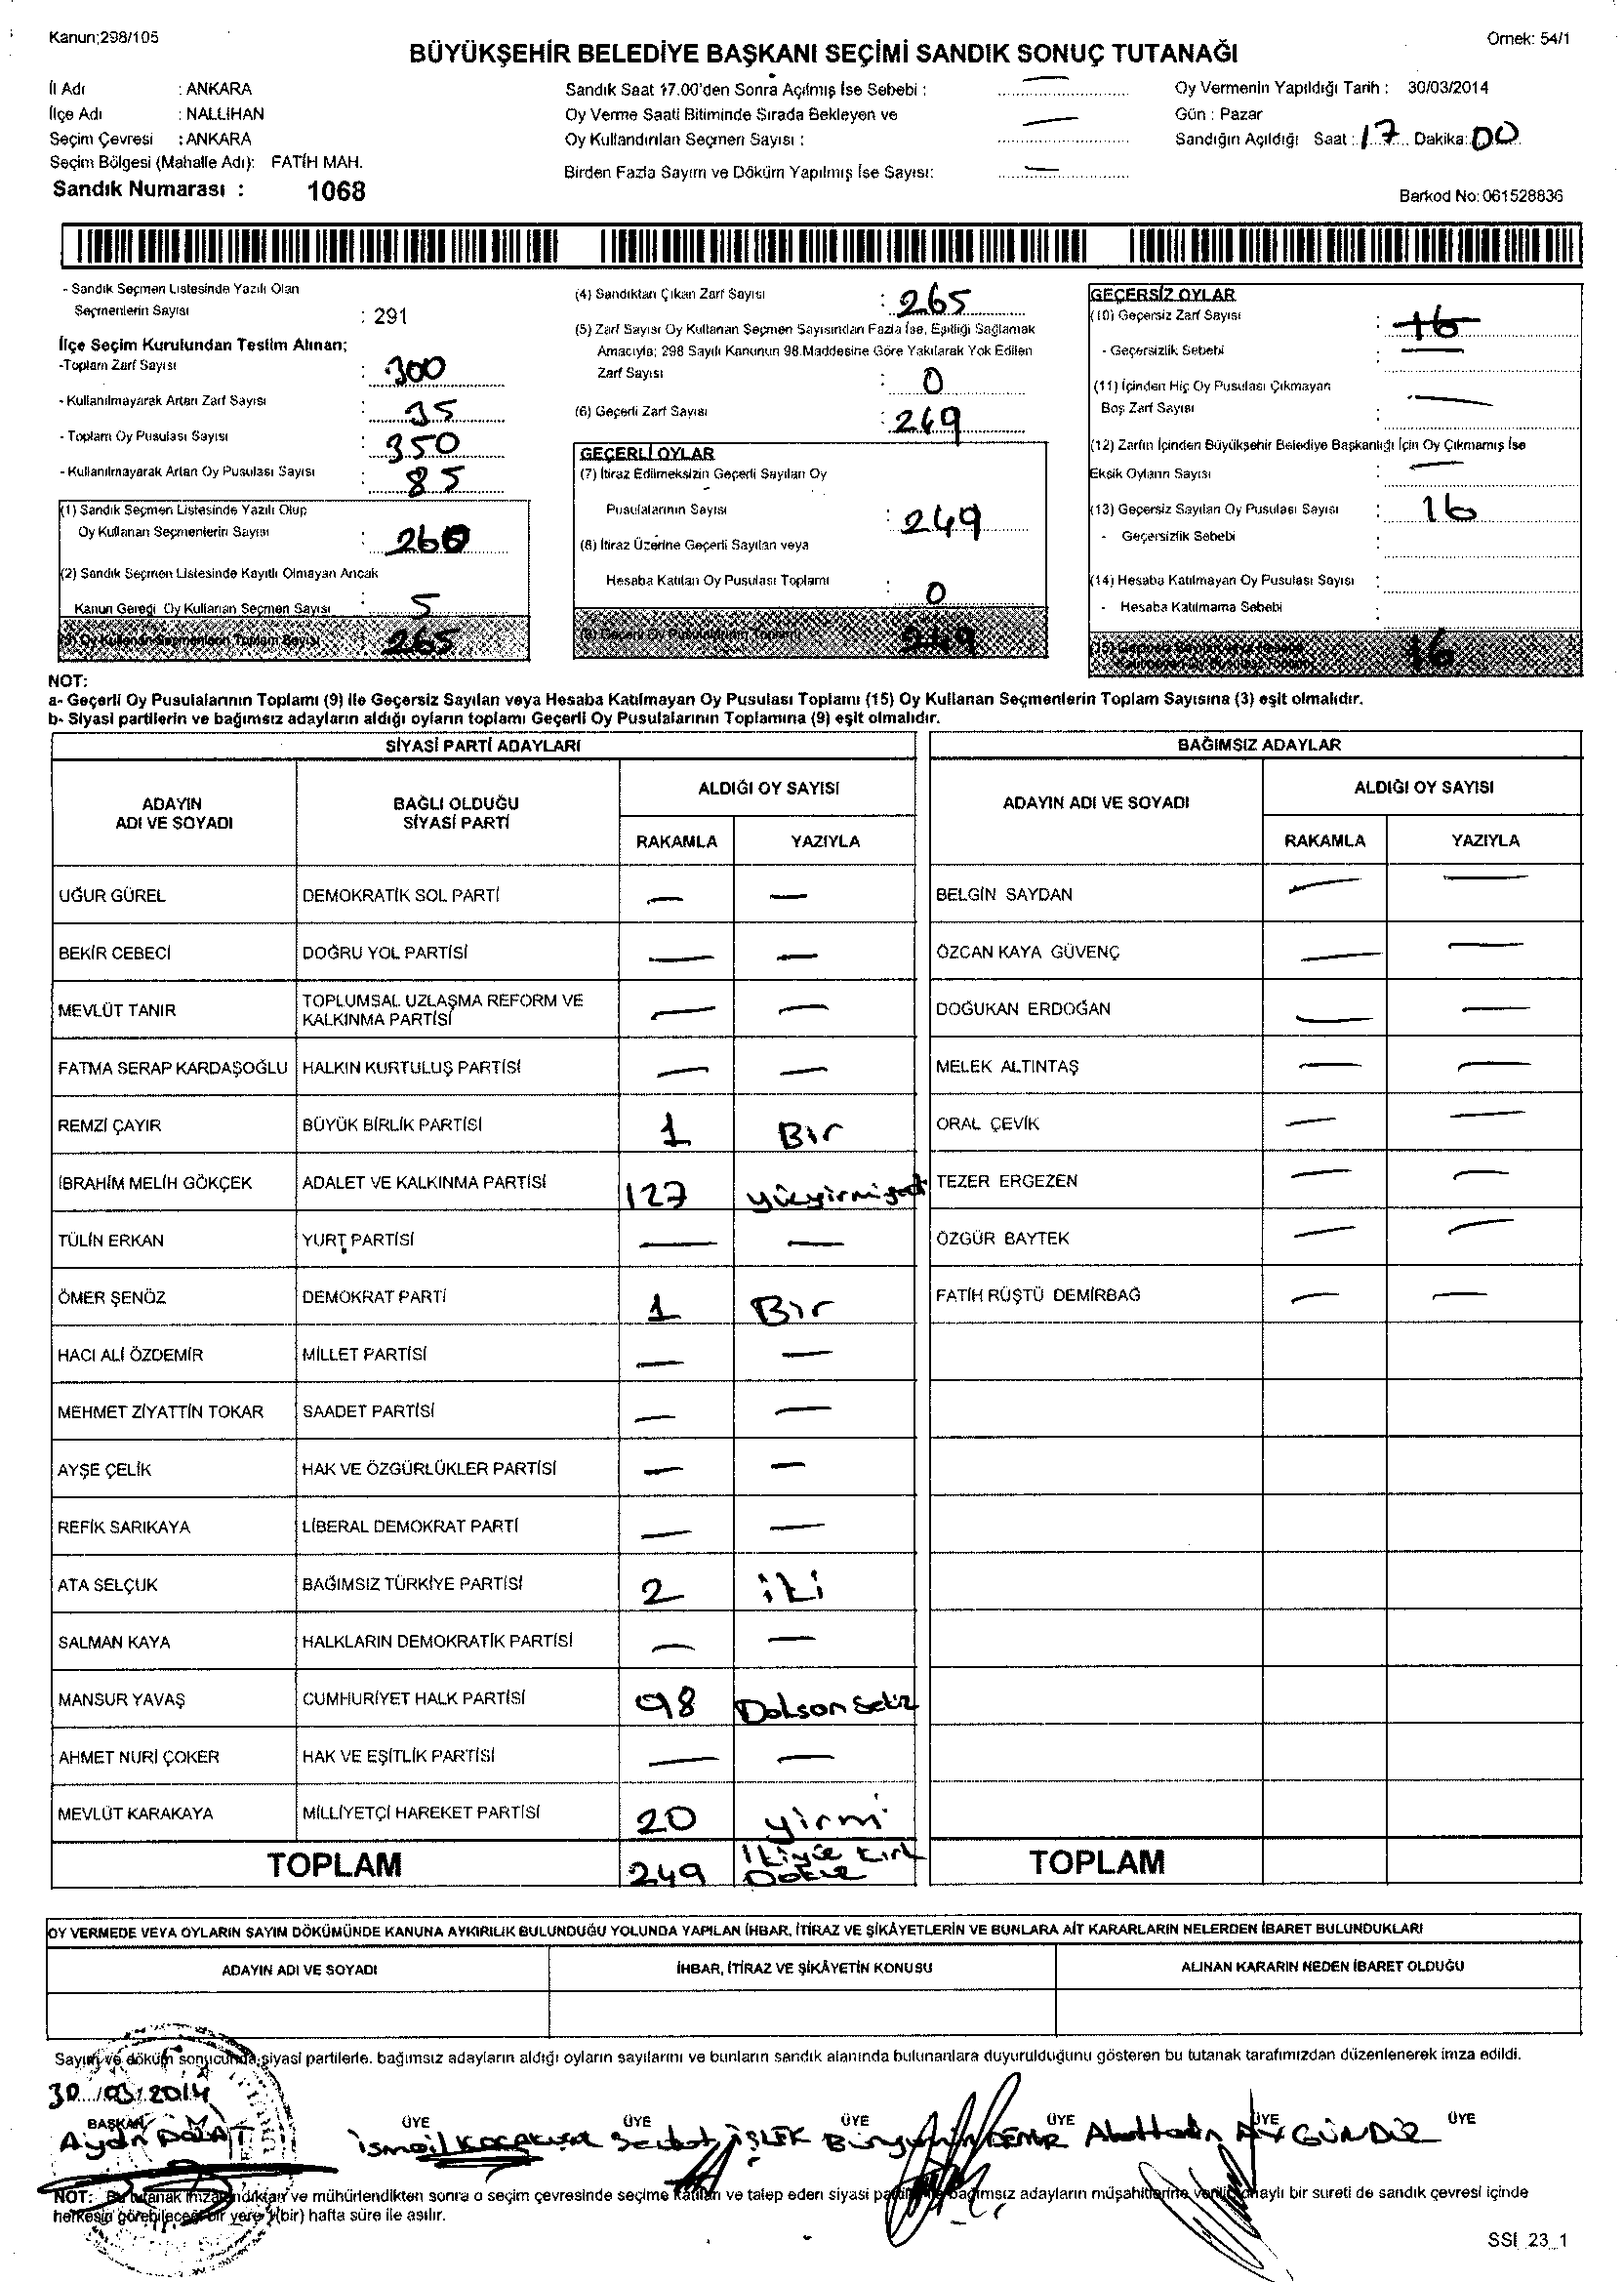 Kanun;298/105
Örnek: 54/1
BÜYÜKŞEHİR BELEDİYE BAŞKANI SEÇİMİ SANDIK SONUÇ TUTANAĞI
İl Adı : ANKARA
İlçe Adı : NALLIHAN
Seçim Çevresi : ANKARA
Seçim Bölgesi (Mahalle Adı): FATİH MAH.
Sandık Numarası : 1068
Sandık Saat 17.00'den Sonra Açılmış İse Sebebi : —
Oy Verme Saati Bitiminde Sırada Bekleyen ve
Oy Kullandırılan Seçmen Sayısı : —
Birden Fazla Sayım ve Döküm Yapılmış İse Sayısı: —
Oy Vermenin Yapıldığı Tarih : 30/03/2014
Gün : Pazar
Sandığın Açıldığı Saat : 17 Dakika: 00
Barkod No: 061528836
- Sandık Seçmen Listesinde Yazılı Olan
Seçmenlerin Sayısı : 291
İlçe Seçim Kurulundan Teslim Alınan;
-Toplam Zarf Sayısı : 300
- Kullanılmayarak Artan Zarf Sayısı : 35
- Toplam Oy Pusulası Sayısı : 350
- Kullanılmayarak Artan Oy Pusulası Sayısı : 85
(1) Sandık Seçmen Listesinde Yazılı Olup
Oy Kullanan Seçmenlerin Sayısı : 260
(2) Sandık Seçmen Listesinde Kayıtlı Olmayan Ancak
Kanun Gereği Oy Kullanan Seçmen Sayısı : 5
(3) Oy Kullanan Seçmenlerin Toplam Sayısı 265
(4) Sandıktan Çıkan Zarf Sayısı : 265
(5) Zarf Sayısı Oy Kullanan Seçmen Sayısından Fazla İse, Eşitliği Sağlamak
Amacıyla; 298 Sayılı Kanunun 98.Maddesine Göre Yakılarak Yok Edilen
Zarf Sayısı : 0
(6) Geçerli Zarf Sayısı : 249
GEÇERLİ OYLAR
(7) İtiraz Edilmeksizin Geçerli Sayılan Oy
Pusulalarının Sayısı : 249
(8) İtiraz Üzerine Geçerli Sayılan veya
Hesaba Katılan Oy Pusulası Toplamı : 0
(9) Geçerli Oy Pusulalarının Toplamı 249
GEÇERSİZ OYLAR
(10) Geçersiz Zarf Sayısı : 16
- Geçersizlik Sebebi : —
(11) İçinden Hiç Oy Pusulası Çıkmayan
Boş Zarf Sayısı : —
(12) Zarfın İçinden Büyükşehir Belediye Başkanlığı İçin Oy Çıkmamış İse
Eksik Oyların Sayısı : —
(13) Geçersiz Sayılan Oy Pusulası Sayısı : 16
- Geçersizlik Sebebi :
(14) Hesaba Katılmayan Oy Pusulası Sayısı :
- Hesaba Katılmama Sebebi :
(15) Geçersiz Sayılan veya Hesaba
Katılmayan Oy Pusulası Toplamı 16
NOT:
a- Geçerli Oy Pusulalarının Toplamı (9) ile Geçersiz Sayılan veya Hesaba Katılmayan Oy Pusulası Toplamı (15) Oy Kullanan Seçmenlerin Toplam Sayısına (3) eşit olmalıdır.
b- Siyasi partilerin ve bağımsız adayların aldığı oyların toplamı Geçerli Oy Pusulalarının Toplamına (9) eşit olmalıdır.
SİYASİ PARTİ ADAYLARI
ADAYIN ADI VE SOYADI BAĞLI OLDUĞU SİYASİ PARTİ ALDIĞI OY SAYISI
RAKAMLA YAZIYLA
UĞUR GÜREL DEMOKRATİK SOL PARTİ — —
BEKİR CEBECİ DOĞRU YOL PARTİSİ — —
MEVLÜT TANIR TOPLUMSAL UZLAŞMA REFORM VE KALKINMA PARTİSİ — —
FATMA SERAP KARDAŞOĞLU HALKIN KURTULUŞ PARTİSİ — —
REMZİ ÇAYIR BÜYÜK BİRLİK PARTİSİ 1 Bir
İBRAHİM MELİH GÖKÇEK ADALET VE KALKINMA PARTİSİ 127
TÜLİN ERKAN YURT PARTİSİ — —
ÖMER ŞENÖZ DEMOKRAT PARTİ 1 Bir
HACI ALİ ÖZDEMİR MİLLET PARTİSİ — —
MEHMET ZİYATTİN TOKAR SAADET PARTİSİ — —
AYŞE ÇELİK HAK VE ÖZGÜRLÜKLER PARTİSİ — —
REFİK SARIKAYA LİBERAL DEMOKRAT PARTİ — —
ATA SELÇUK BAĞIMSIZ TÜRKİYE PARTİSİ 2 iki
SALMAN KAYA HALKLARIN DEMOKRATİK PARTİSİ — —
MANSUR YAVAŞ CUMHURİYET HALK PARTİSİ 98 Doksan Sekiz
AHMET NURİ ÇOKER HAK VE EŞİTLİK PARTİSİ — —
MEVLÜT KARAKAYA MİLLİYETÇİ HAREKET PARTİSİ 20 yirmi
TOPLAM 249 İkiyüz Kırk Dokuz
BAĞIMSIZ ADAYLAR
ADAYIN ADI VE SOYADI ALDIĞI OY SAYISI
RAKAMLA YAZIYLA
BELGİN SAYDAN — —
ÖZCAN KAYA GÜVENÇ — —
DOĞUKAN ERDOĞAN — —
MELEK ALTINTAŞ — —
ORAL ÇEVİK — —
TEZER ERGEZEN — —
ÖZGÜR BAYTEK — —
FATİH RÜŞTÜ DEMİRBAĞ — —
TOPLAM
OY VERMEDE VEYA OYLARIN SAYIM DÖKÜMÜNDE KANUNA AYKIRILIK BULUNDUĞU YOLUNDA YAPILAN İHBAR, İTİRAZ VE ŞİKÂYETLERİN VE BUNLARA AİT KARARLARIN NELERDEN İBARET BULUNDUKLARI
ADAYIN ADI VE SOYADI İHBAR, İTİRAZ VE ŞİKÂYETİN KONUSU ALINAN KARARIN NEDEN İBARET OLDUĞU
Sayım ve döküm sonucunda siyasi partilerle, bağımsız adayların aldığı oyların sayılarını ve bunların sandık alanında bulunanlara duyurulduğunu gösteren bu tutanak tarafımızdan düzenlenerek imza edildi.
30/03/2014
BAŞKAN ÜYE ÜYE ÜYE ÜYE ÜYE ÜYE
Aydın POLAT İsmail İŞLEK DEMİR AYGÜNDÜZ
NOT: Bu tutanak imzalandıktan ve mühürlendikten sonra o seçim çevresinde seçime katılan ve talep eden siyasi parti ve bağımsız adayların müşahitlerine verilir, onaylı bir sureti de sandık çevresi içinde
herkesin görebileceği bir yere 1(bir) hafta süre ile asılır.
SSI_23_1